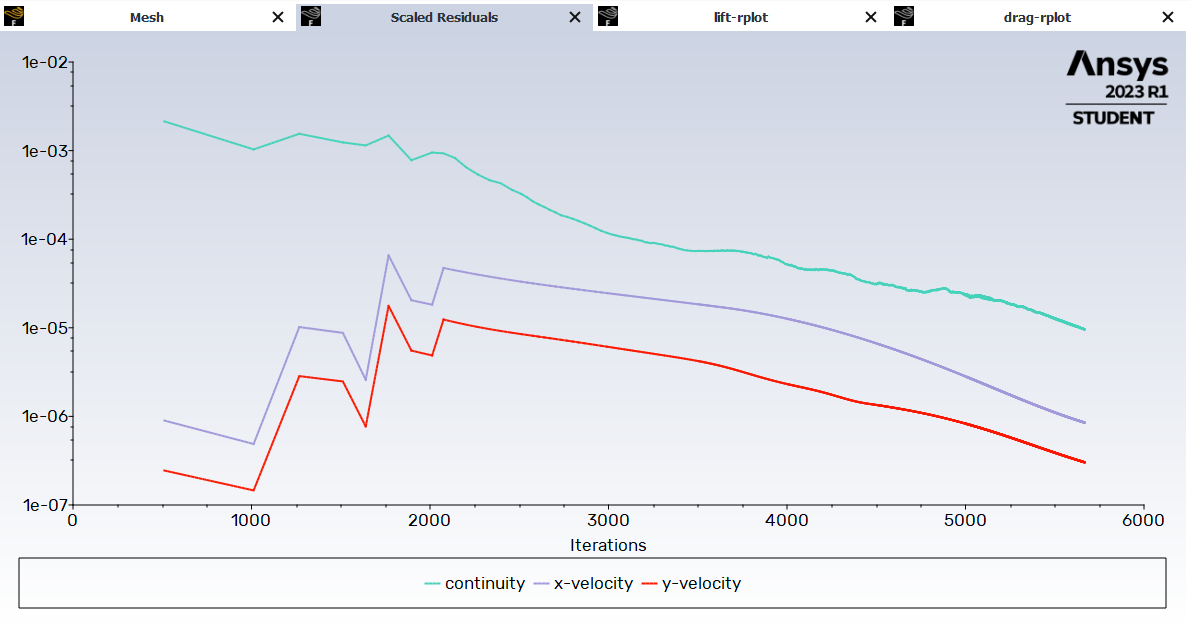 Mesh
Scaled Residuals
lift-rplot
drag-rplot
Ansys
2023 R1
STUDENT
1e-02
1e-03
1e-04
1e-05
1e-06
1e-07
0 1000 2000 3000 4000 5000 6000
Iterations
continuity x-velocity y-velocity